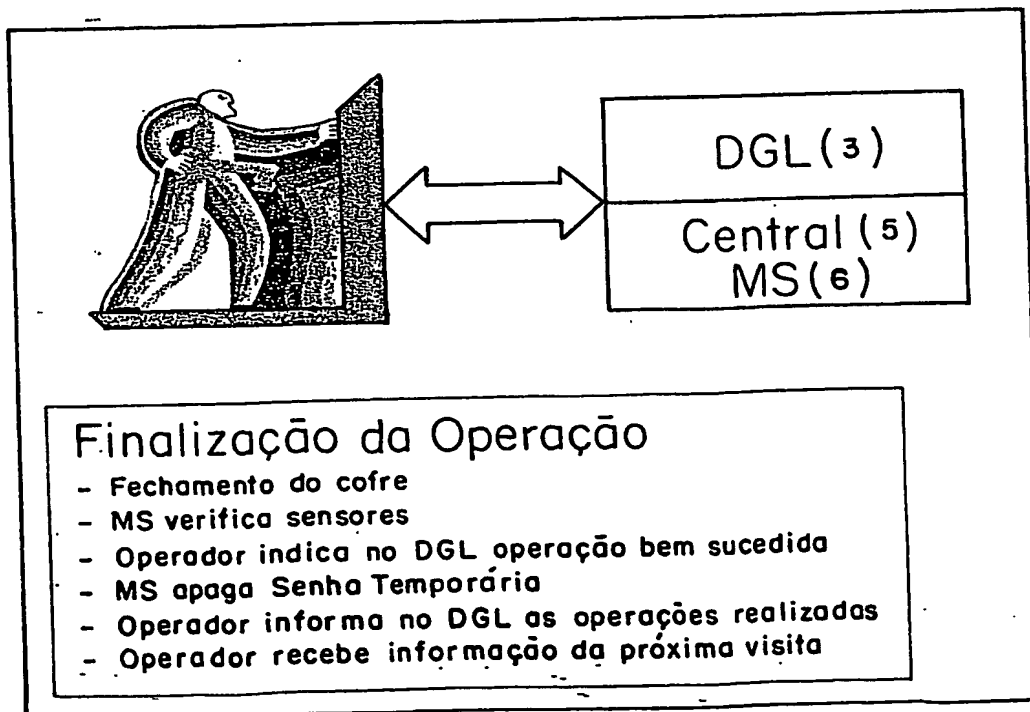 DGL (3)
Central (5)
MS (6)
Finalização da Operação
- Fechamento do cofre
- MS verifica sensores
- Operador indica no DGL operação bem sucedida
- MS apaga Senha Temporária
- Operador informa no DGL as operações realizadas
- Operador recebe informação da próxima visita